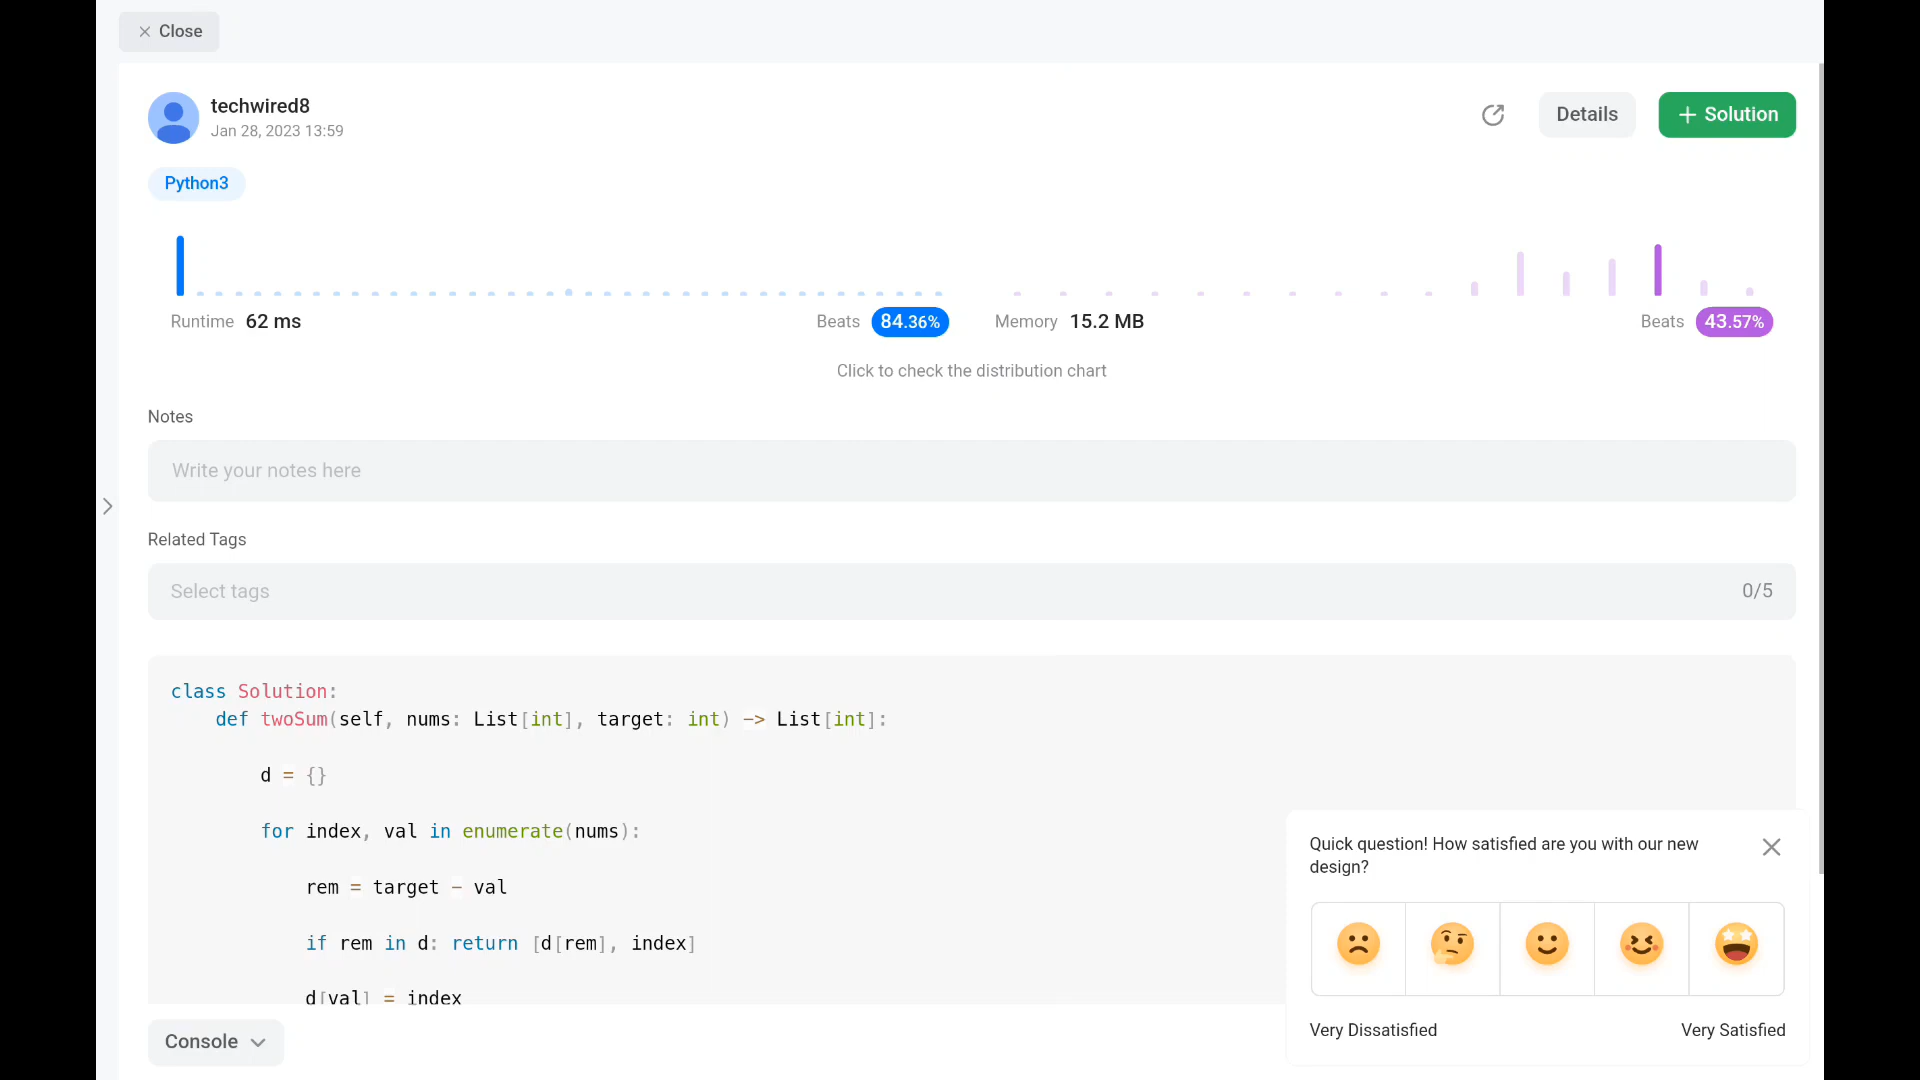 Close
techwired8
Jan 28, 2023 13:59
Details
+ Solution
Python3
Runtime 62 ms
Beats 84.36%
Memory 15.2 MB
Beats 43.57%
Click to check the distribution chart
Notes
Write your notes here
Related Tags
Select tags
0/5
class Solution:
    def twoSum(self, nums: List[int], target: int) -> List[int]:
        d = {}
        for index, val in enumerate(nums):
            rem = target - val
            if rem in d: return [d[rem], index]
            d[val] = index
Console
Quick question! How satisfied are you with our new
design?
Very Dissatisfied
Very Satisfied